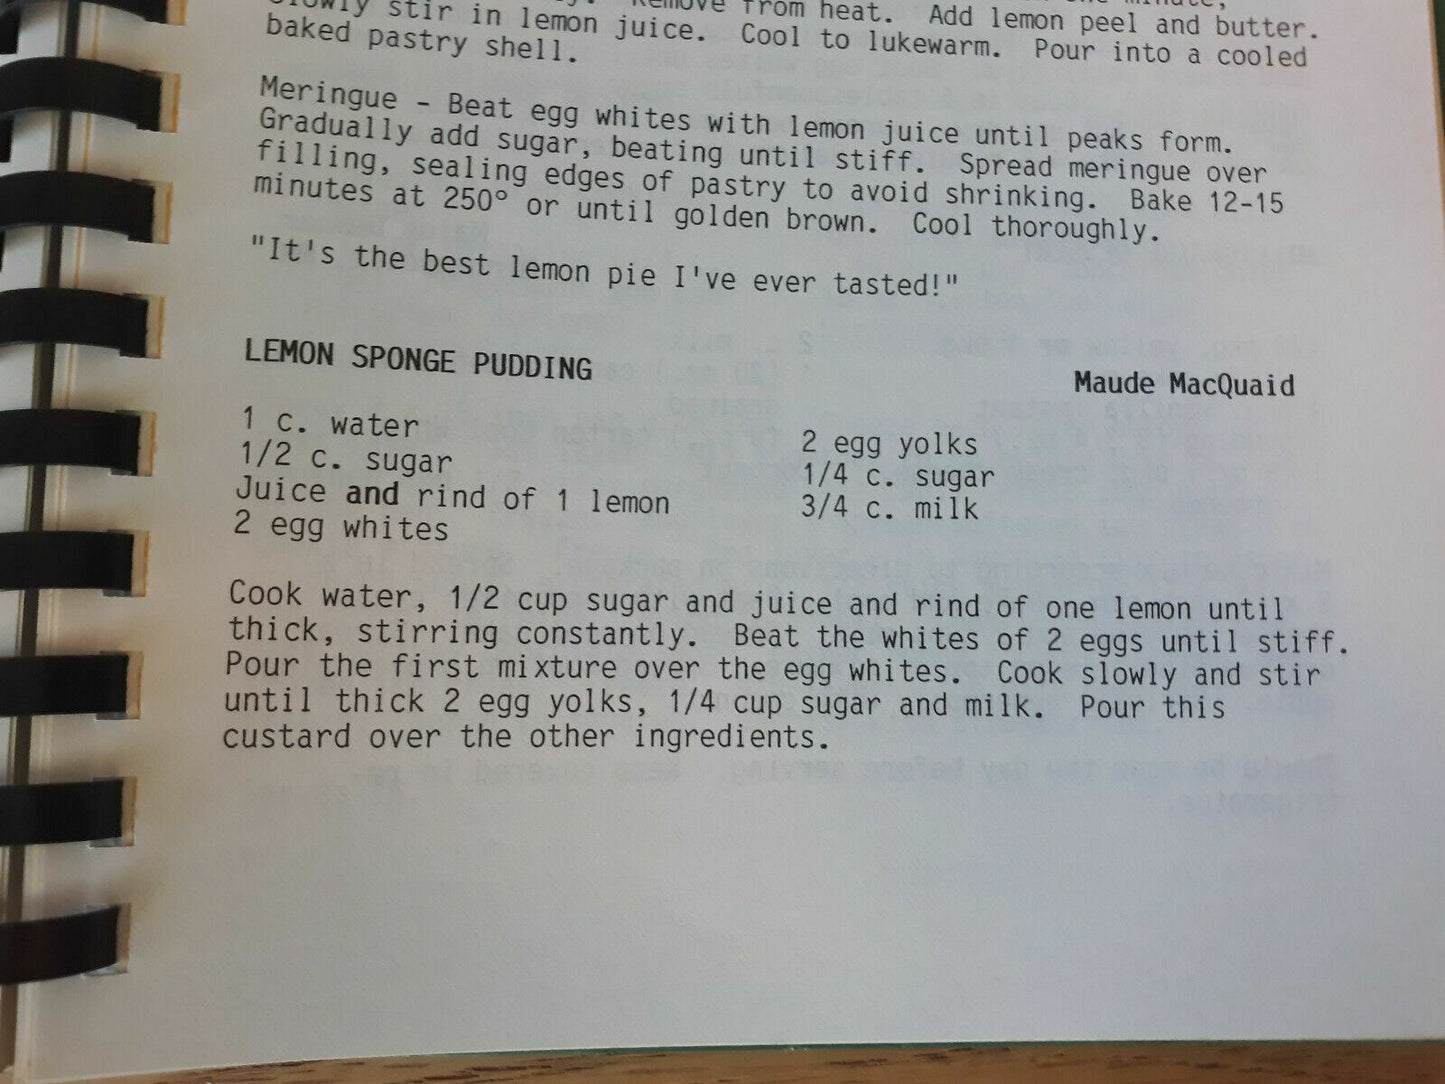 Remove from heat. Add lemon peel and butter.
Slowly stir in lemon juice. Cool to lukewarm. Pour into a cooled
baked pastry shell.
Meringue - Beat egg whites with lemon juice until peaks form.
Gradually add sugar, beating until stiff. Spread meringue over
filling, sealing edges of pastry to avoid shrinking. Bake 12-15
minutes at 250° or until golden brown. Cool thoroughly.
"It's the best lemon pie I've ever tasted!"
LEMON SPONGE PUDDING
Maude MacQuaid
1 c. water
1/2 c. sugar
Juice and rind of 1 lemon
2 egg whites
2 egg yolks
1/4 c. sugar
3/4 c. milk
Cook water, 1/2 cup sugar and juice and rind of one lemon until
thick, stirring constantly. Beat the whites of 2 eggs until stiff.
Pour the first mixture over the egg whites. Cook slowly and stir
until thick 2 egg yolks, 1/4 cup sugar and milk. Pour this
custard over the other ingredients.